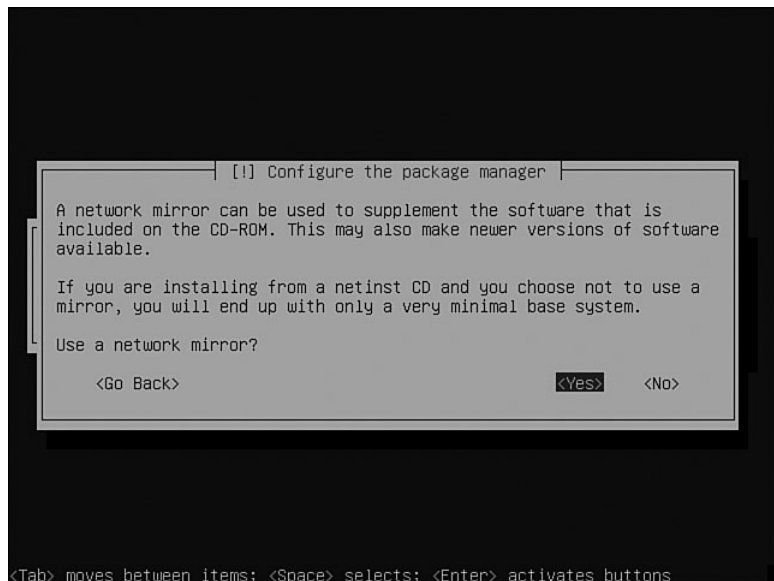 [!] Configure the package manager
A network mirror can be used to supplement the software that is
included on the CD-ROM. This may also make newer versions of software
available.
If you are installing from a netinst CD and you choose not to use a
mirror, you will end up with only a very minimal base system.
Use a network mirror?
<Go Back> <Yes> <No>
<Tab> moves between items; <Space> selects; <Enter> activates buttons